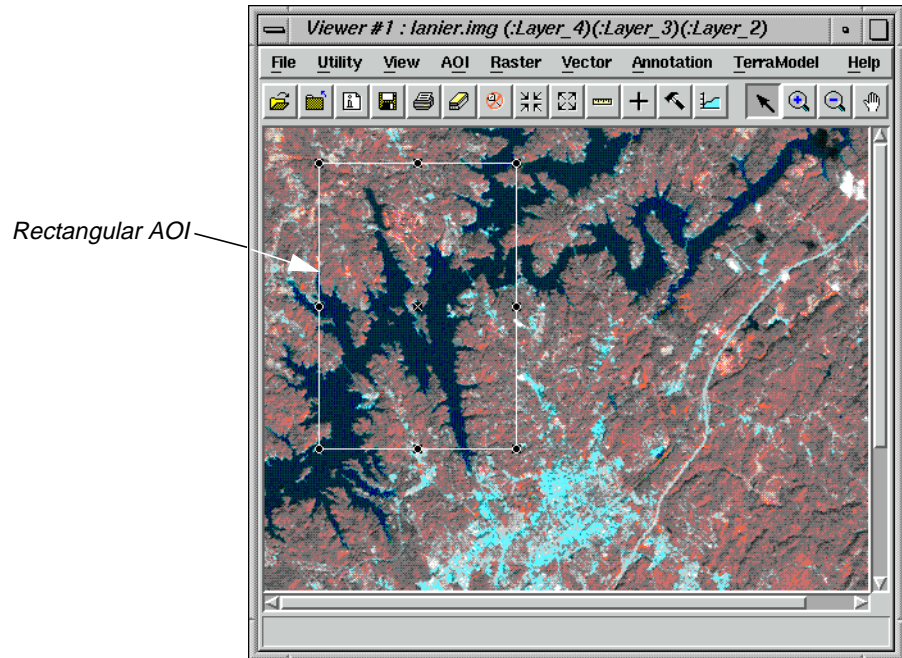 Viewer #1 : lanier.img (:Layer_4)(:Layer_3)(:Layer_2)
File Utility View AOI Raster Vector Annotation TerraModel Help
Rectangular AOI